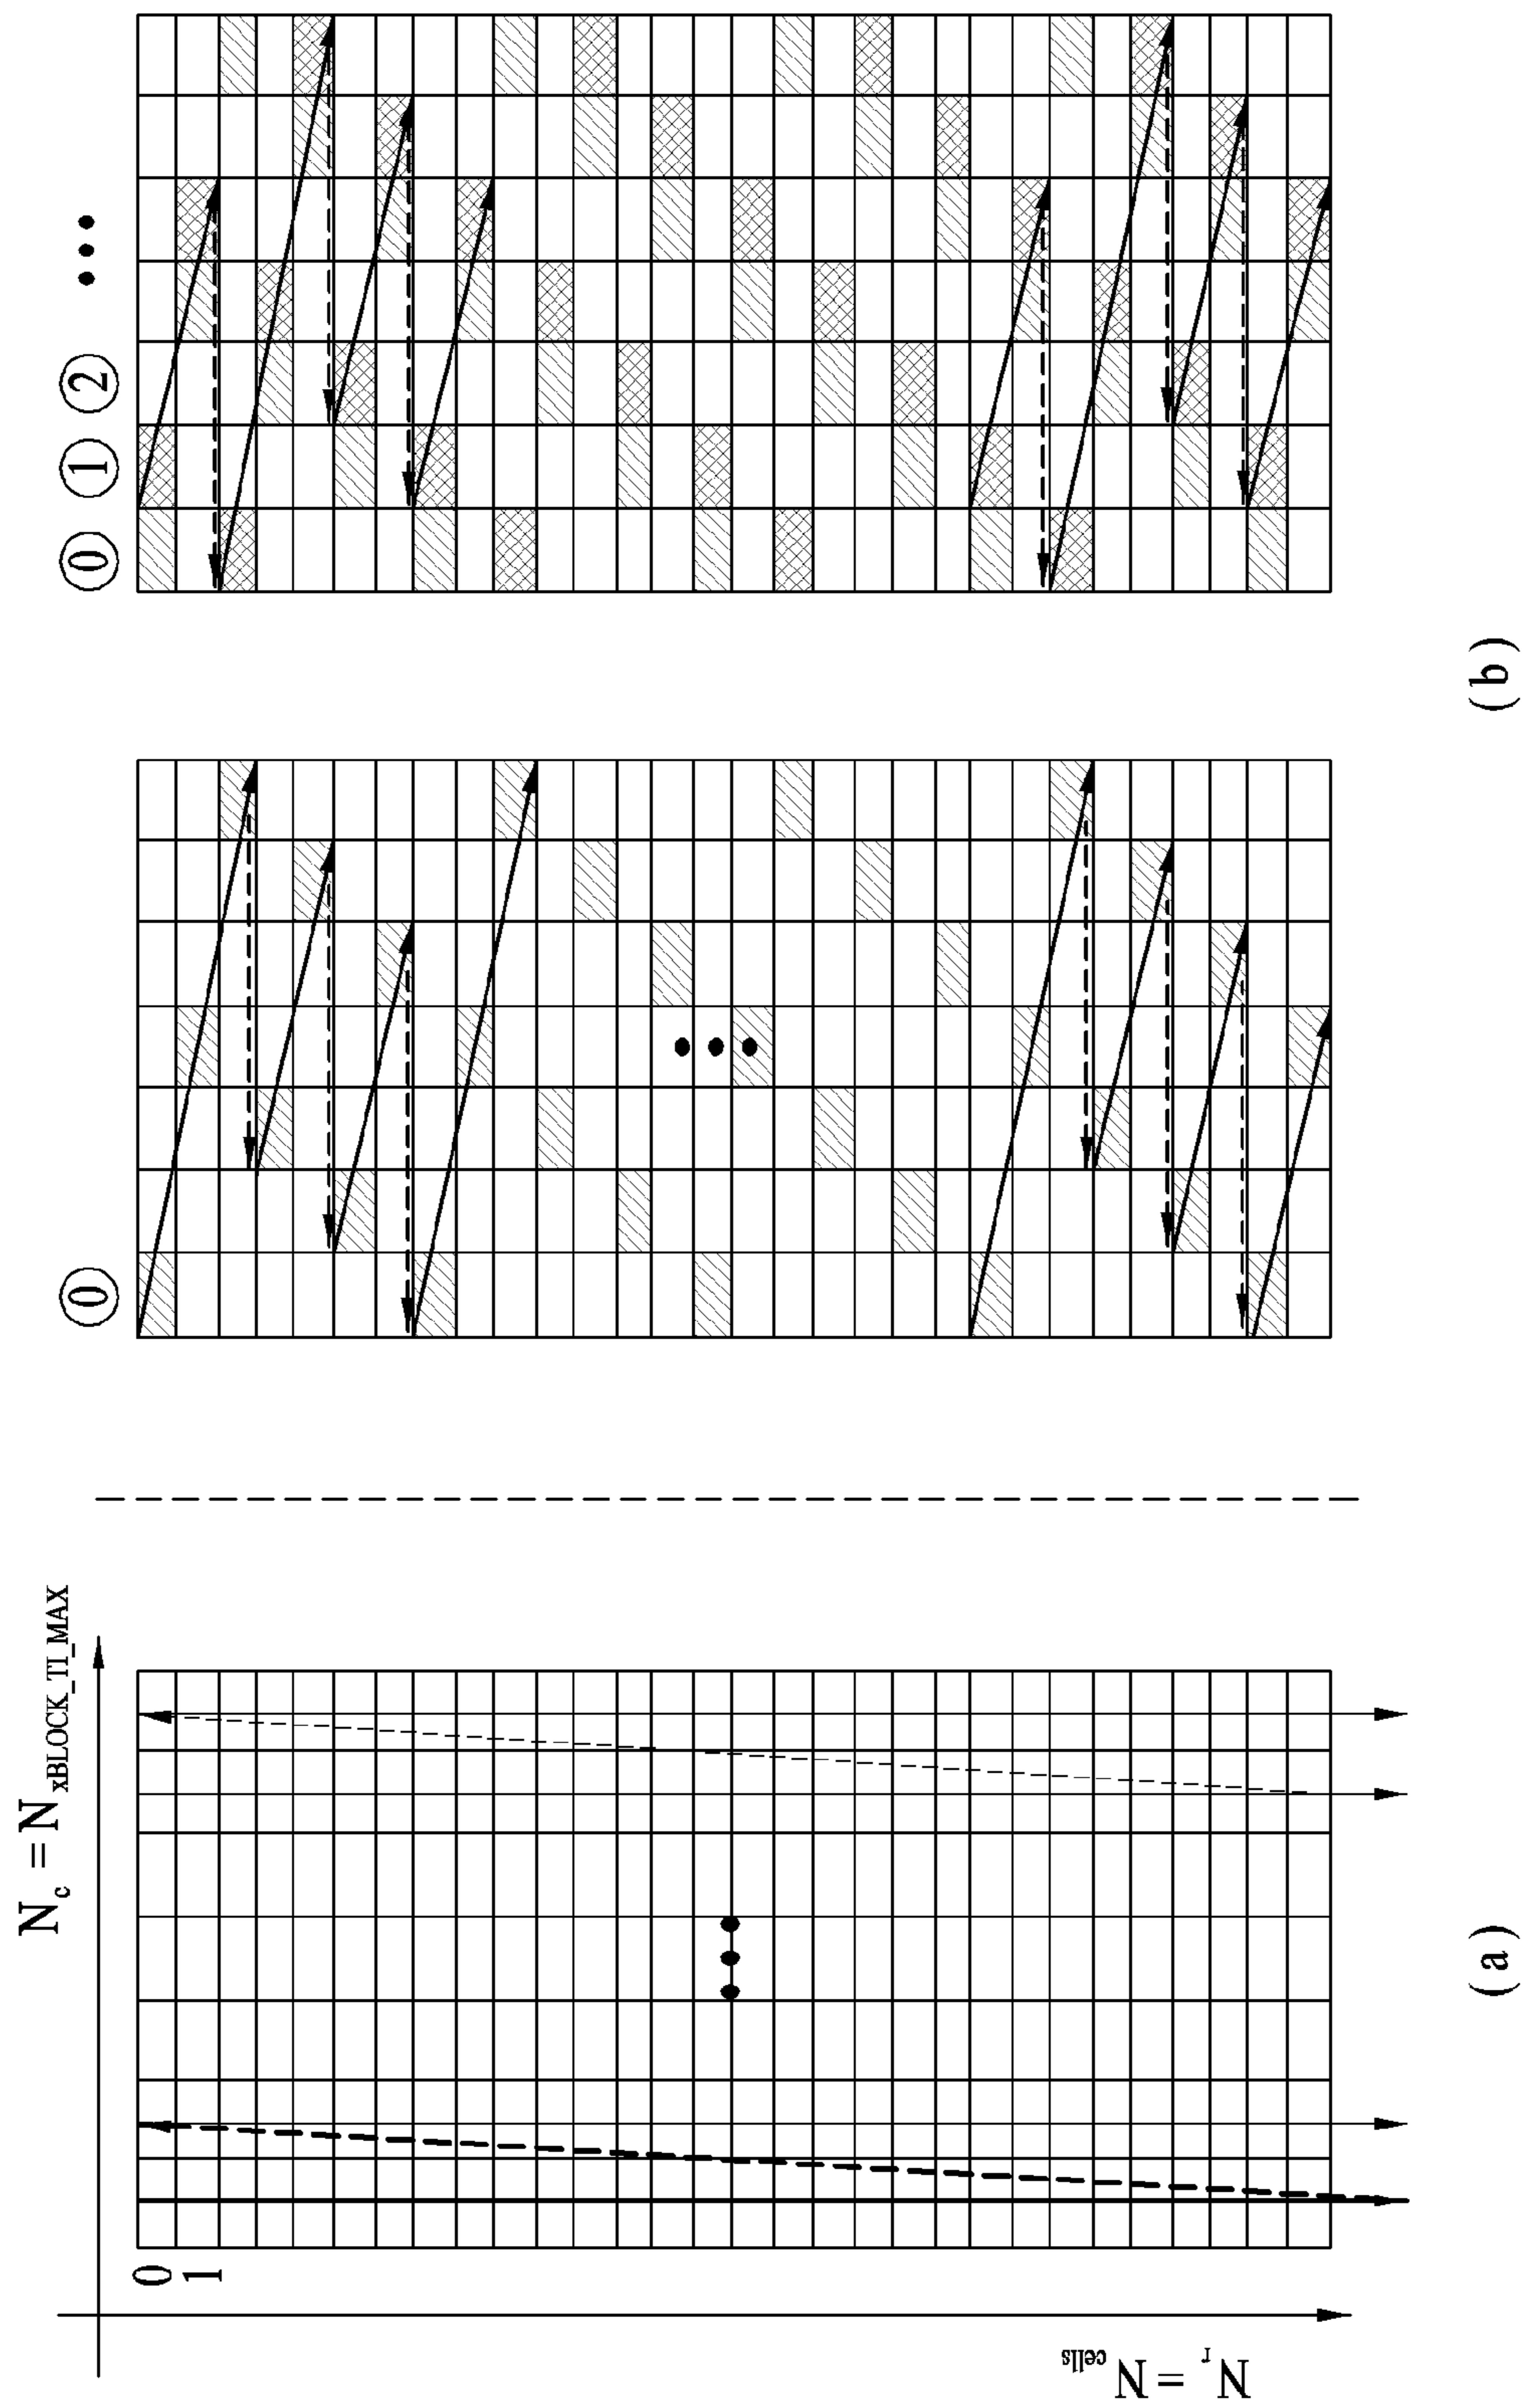 N_c = N_xBLOCK_TI_MAX
0
1
N_r = N_cells
(a)
0
0 1 2 •••
(b)